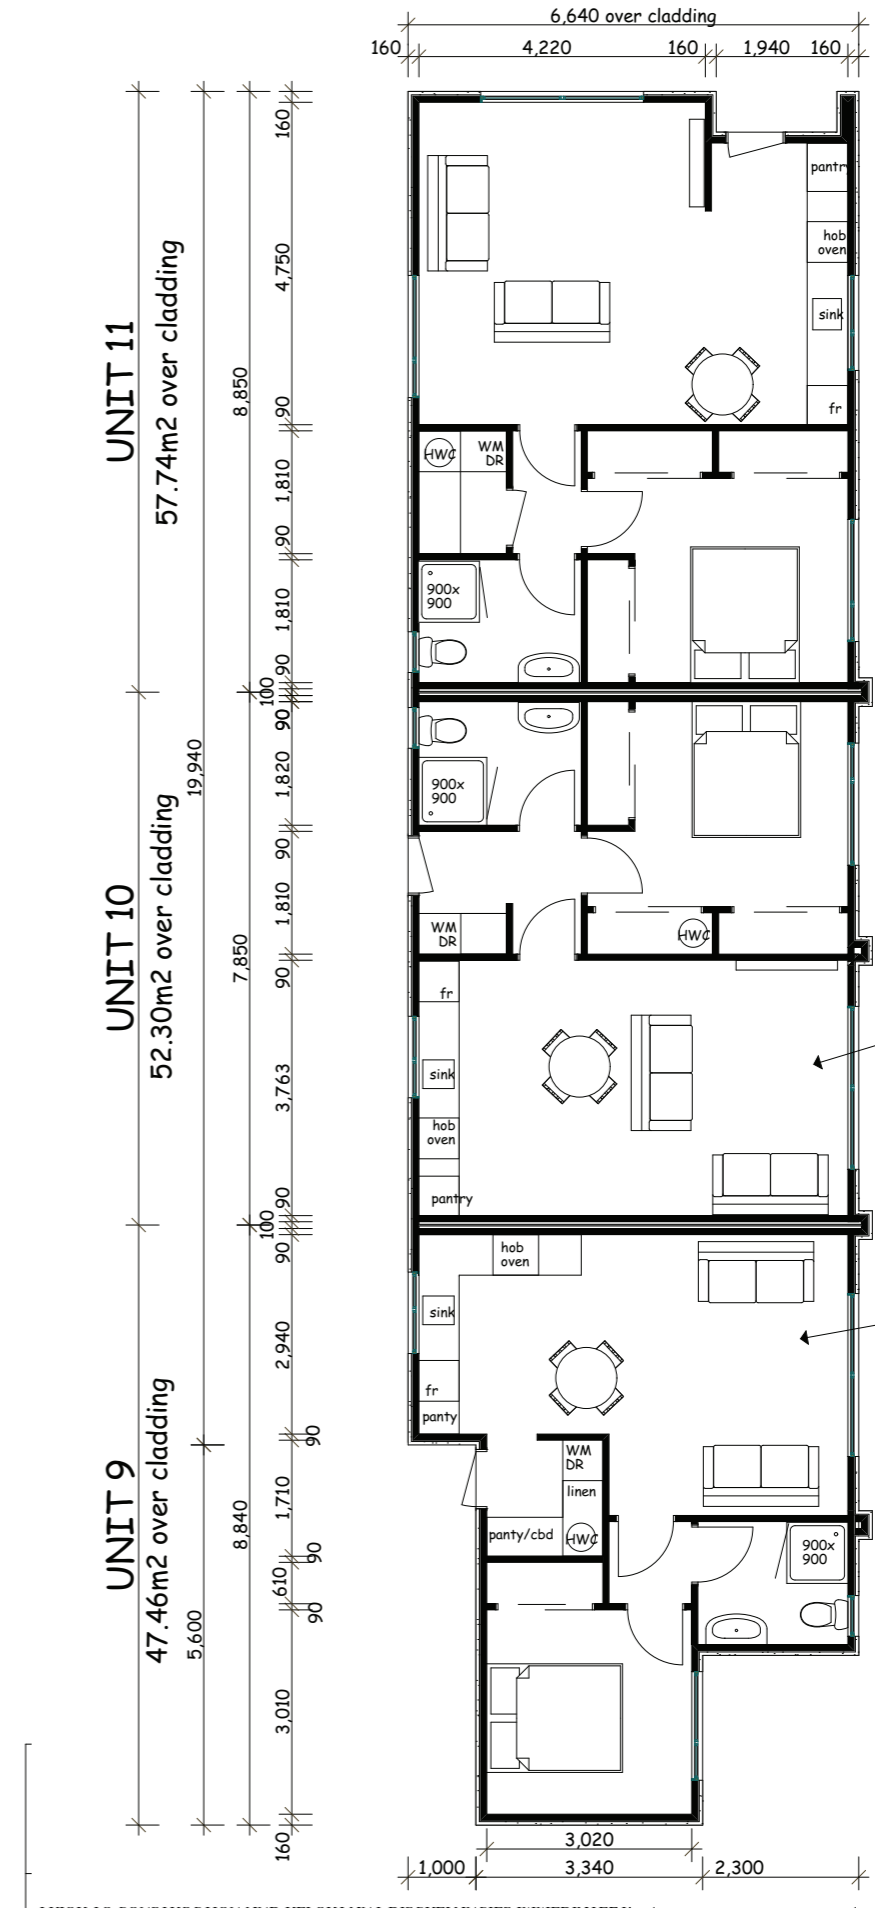 6,640 over cladding
160 4,220 160 1,940 160
UNIT 11
57.74m2 over cladding
8,850
160
4,750
90
1,810
90
1,810
90
100
pantry
hob
oven
sink
fr
HWC
WM
DR
900x
900
UNIT 10
52.30m2 over cladding
19,940
7,850
90
1,820
90
1,810
90
3,763
90
100
900x
900
WM
DR
HWC
fr
sink
hob
oven
pantry
UNIT 9
47.46m2 over cladding
8,840
5,600
90
2,940
90
1,710
90
610
90
3,010
160
hob
oven
sink
fr
panty
WM
DR
linen
panty/cbd
HWC
900x
900
3,020
1,000 3,340 2,300